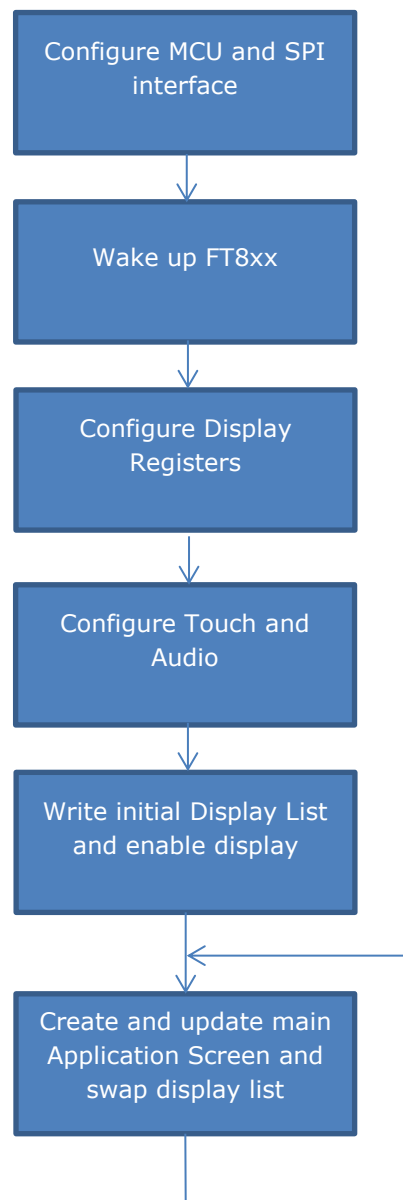 Configure MCU and SPI
interface
Wake up FT8xx
Configure Display
Registers
Configure Touch and
Audio
Write initial Display List
and enable display
Create and update main
Application Screen and
swap display list